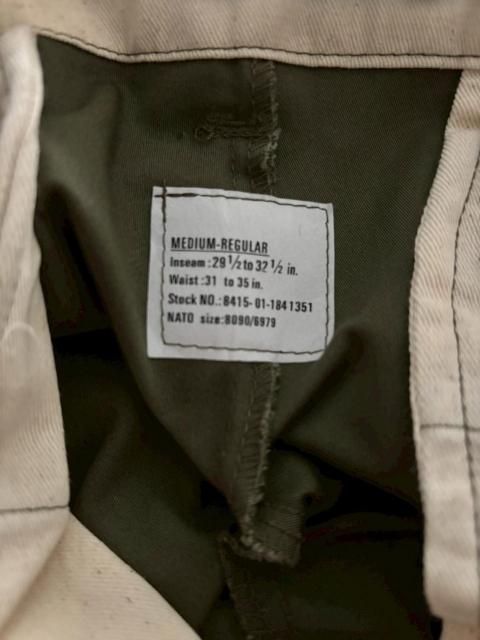 MEDIUM-REGULAR
Inseam :29 1/2 to 32 1/2 in.
Waist :31 to 35 in.
Stock NO.: 8415- 01-184 1351
NATO size:8090/6979